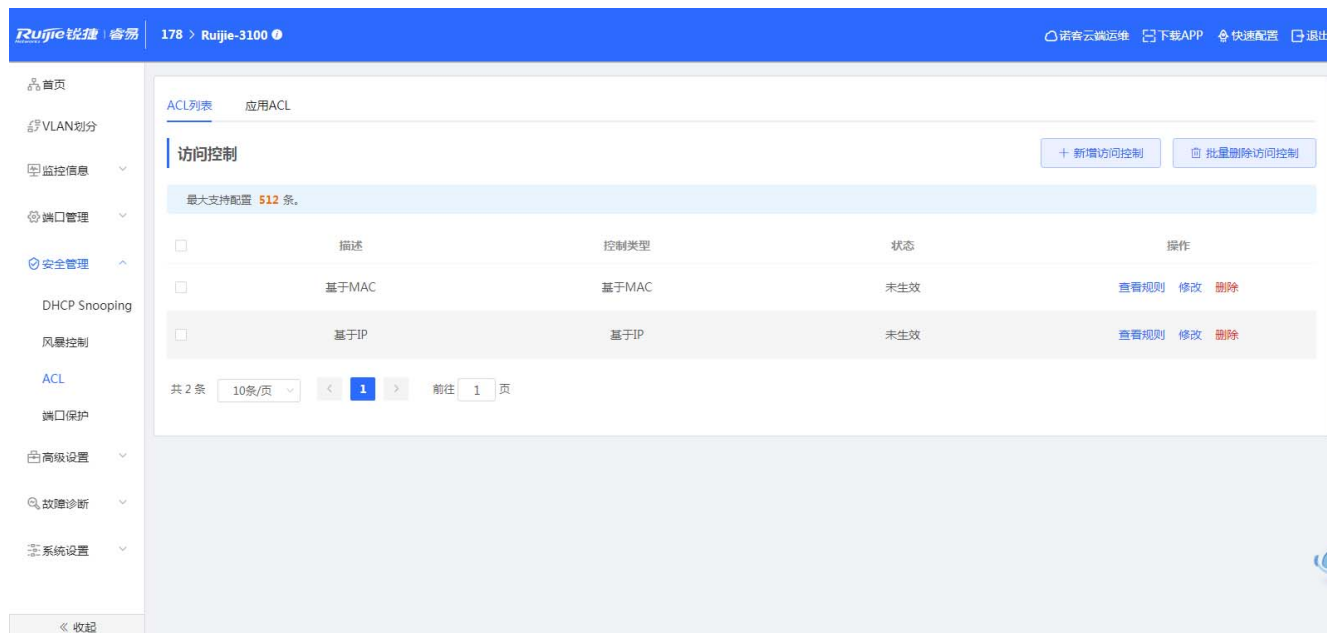 Ruijie锐捷 | 睿易 178 > Ruijie-3100 诺客云端运维 下载APP 快速配置 退出
Networks
首页
VLAN划分
监控信息
端口管理
安全管理
DHCP Snooping
风暴控制
ACL
端口保护
高级设置
故障诊断
系统设置
« 收起
ACL列表 应用ACL
访问控制 + 新增访问控制 批量删除访问控制
最大支持配置 512 条。
描述 控制类型 状态 操作
基于MAC 基于MAC 未生效 查看规则 修改 删除
基于IP 基于IP 未生效 查看规则 修改 删除
共 2 条 10条/页 < 1 > 前往 1 页